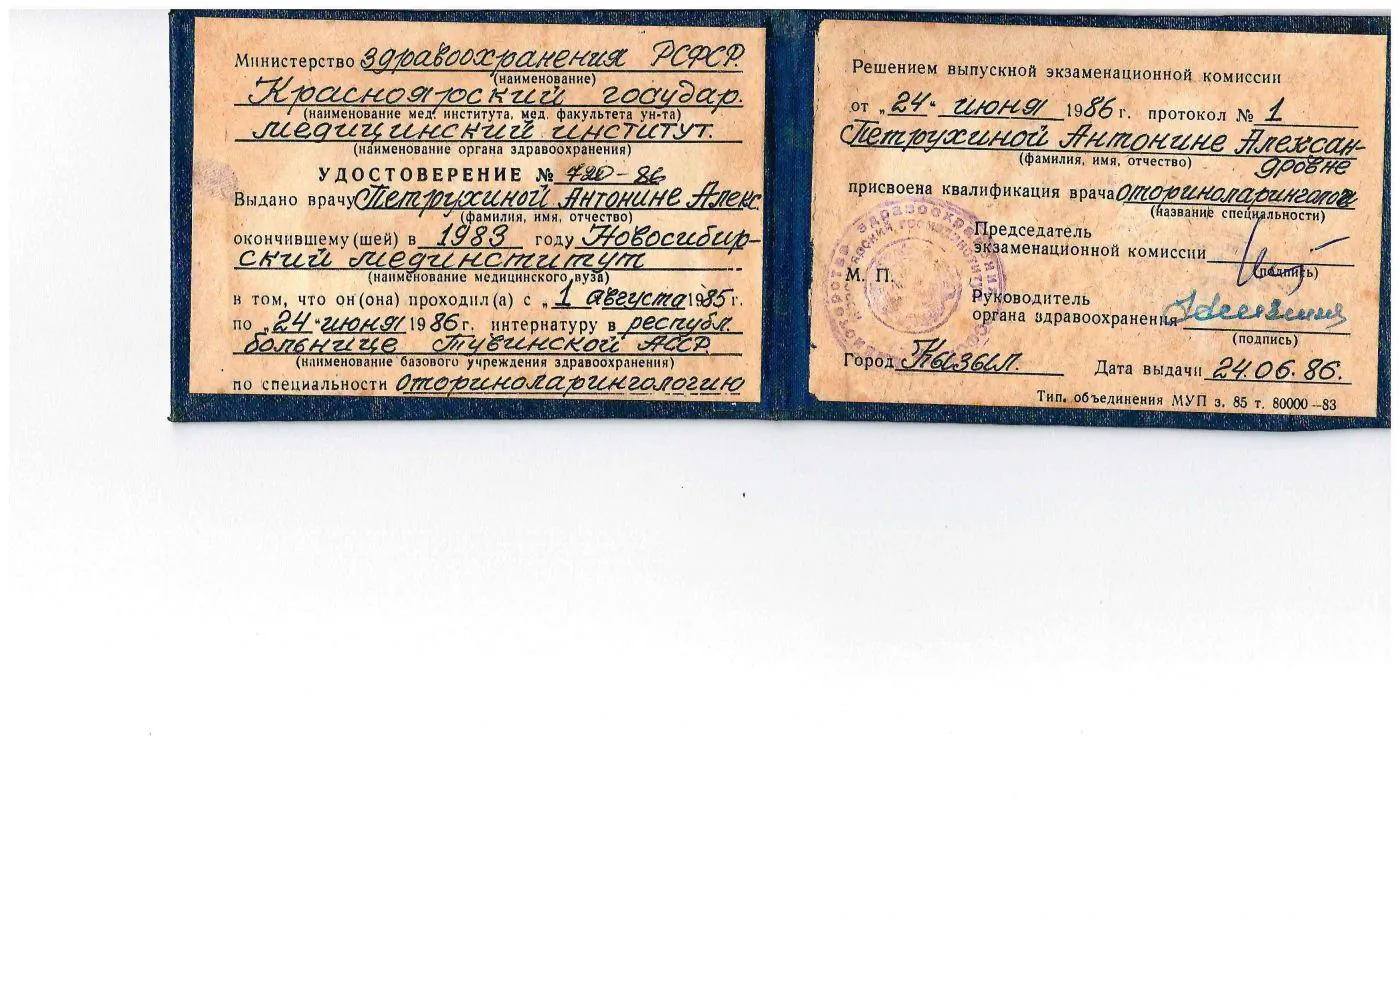 Министерство здравоохранения РСФСР.
(наименование)
Красноярский государ.
(наименование мед. института, мед. факультета ун-та)
медицинский институт.
(наименование органа здравоохранения)
УДОСТОВЕРЕНИЕ № 720-86
Выдано врачу Петрухиной Антонине Алекс.
(фамилия, имя, отчество)
окончившему (шей) в 1983 году Новосибир-
ский мединститут
(наименование медицинского вуза)
в том, что он(она) проходил(а) с „1 августа 1985 г.
по „24" июня 1986 г. интернатуру в республ.
больнице Тувинской АССР.
(наименование базового учреждения здравоохранения)
по специальности оториноларингологию
Решением выпускной экзаменационной комиссии
от „24" июня 1986 г. протокол № 1
Петрухиной Антонине Алексан-
дровне
(фамилия, имя, отчество)
присвоена квалификация врача оториноларинголога
(название специальности)
Председатель
экзаменационной комиссии
(подпись)
М. П.
Руководитель
органа здравоохранения
(подпись)
Город Кызыл.
Дата выдачи 24.06.86.
Тип. объединения МУП з. 85 т. 80000—83